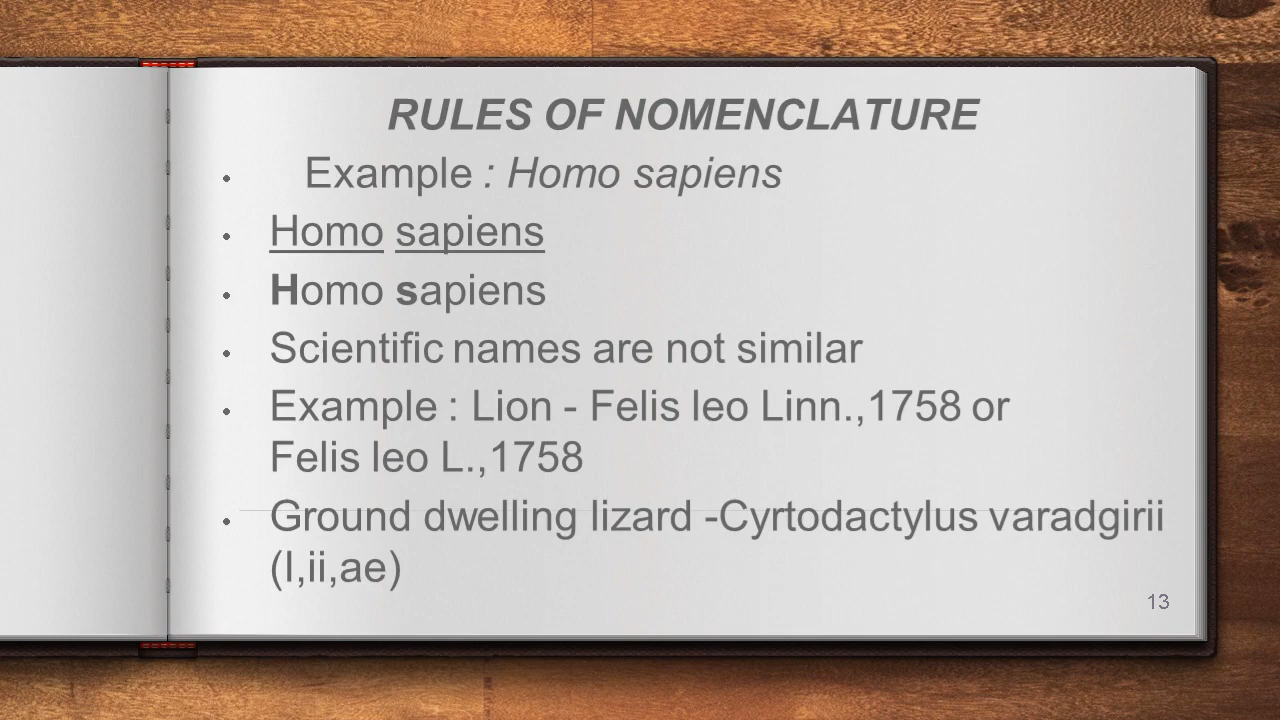 RULES OF NOMENCLATURE
• Example : Homo sapiens
• Homo sapiens
• Homo sapiens
• Scientific names are not similar
• Example : Lion - Felis leo Linn.,1758 or
Felis leo L.,1758
• Ground dwelling lizard -Cyrtodactylus varadgirii
(I,ii,ae)
13